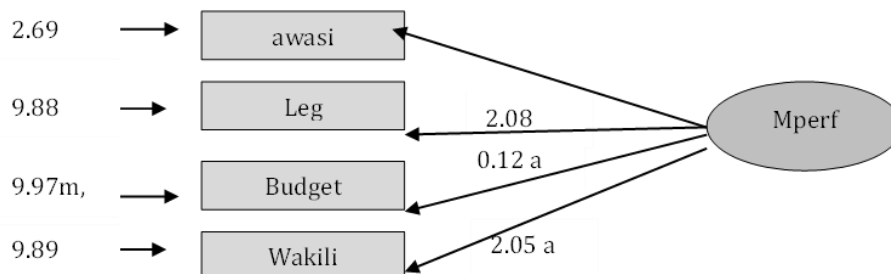 2.69 awasi
9.88 Leg 2.08 Mperf
0.12 a
9.97m, Budget
9.89 Wakili 2.05 a